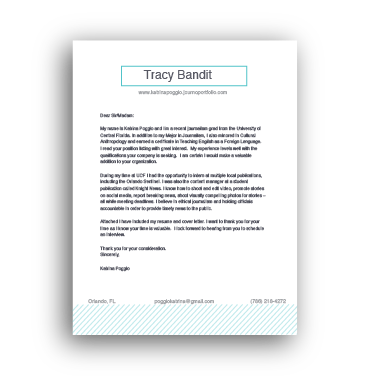 Tracy Bandit
www.katrinapoggio.journoportfolio.com
Dear Sir/Madam:
My name is Katrina Poggio and I'm a recent journalism grad from the University of
Central Florida. In addition to my Major in Journalism, I also minored in Cultural
Anthropology and earned a certificate in Teaching English as a Foreign Language.
I read your position listing with great interest. My experience fits well with the
qualifications your company is seeking. I am certain I would make a valuable
addition to your organization.
During my time at UCF I had the opportunity to intern at multiple local publications,
including the Orlando Sentinel. I was also the content manager at a student
publication called Knight News. I know how to shoot and edit video, promote stories
on social media, report breaking news, shoot visually compelling photos for stories –
all while meeting deadlines. I believe in ethical journalism and holding officials
accountable in order to provide timely news to the public.
Attached I have included my resume and cover letter. I want to thank you for your
time as I know your time is valuable. I look forward to hearing from you to schedule
an interview.
Thank you for your consideration.
Sincerely,
Katrina Poggio
Orlando, FL poggiokatrina@gmail.com (786) 218-4272